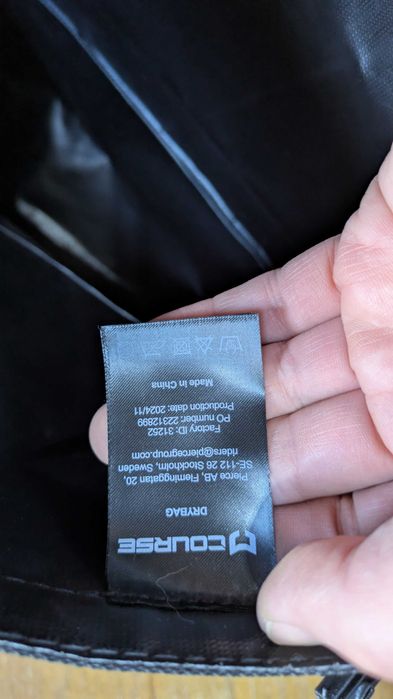 COURSE
DRYBAG
Pierce AB, Fleminggatan 20,
SE-112 26 Stockholm, Sweden
riders@piercegroup.com
Factory ID: 31252
PO number: 22312899
Production date: 2024/11
Made in China